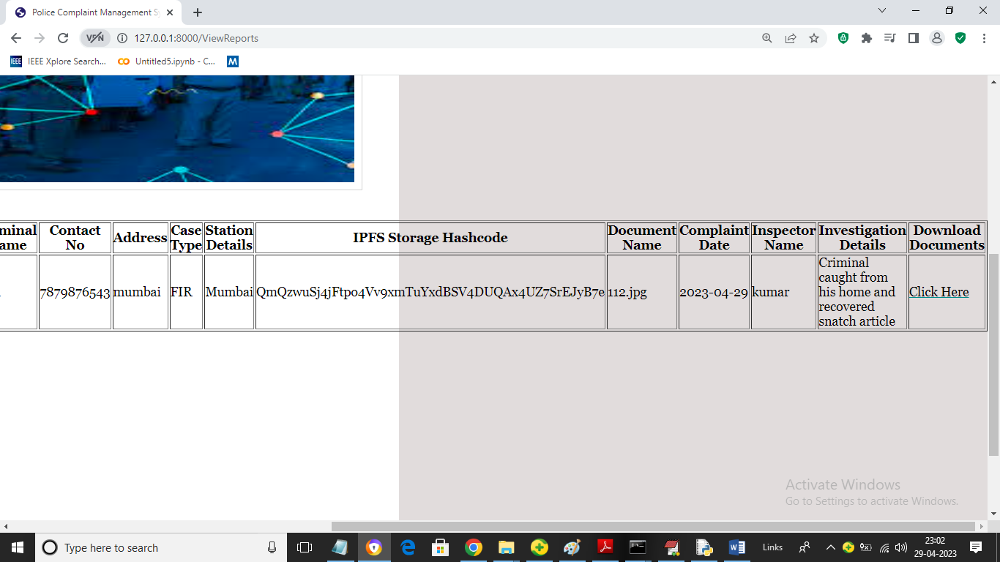 Police Complaint Management S
VPN
127.0.0.1:8000/ViewReports
IEEE
IEEE Xplore Search...
Untitled5.ipynb - C...
M
Contact
No
Address
Case
Type
Station
Details
IPFS Storage Hashcode
Document
Name
Complaint
Date
Inspector
Name
Investigation
Details
Download
Documents
7879876543
mumbai
FIR
Mumbai
QmQzwuSj4jFtpo4Vv9xmTuYxdBSV4DUQAx4UZ7SrEJyB7e
112.jpg
2023-04-29
kumar
Criminal
caught from
his home and
recovered
snatch article
Click Here
Activate Windows
Go to Settings to activate Windows.
Type here to search
Links
23:02
29-04-2023